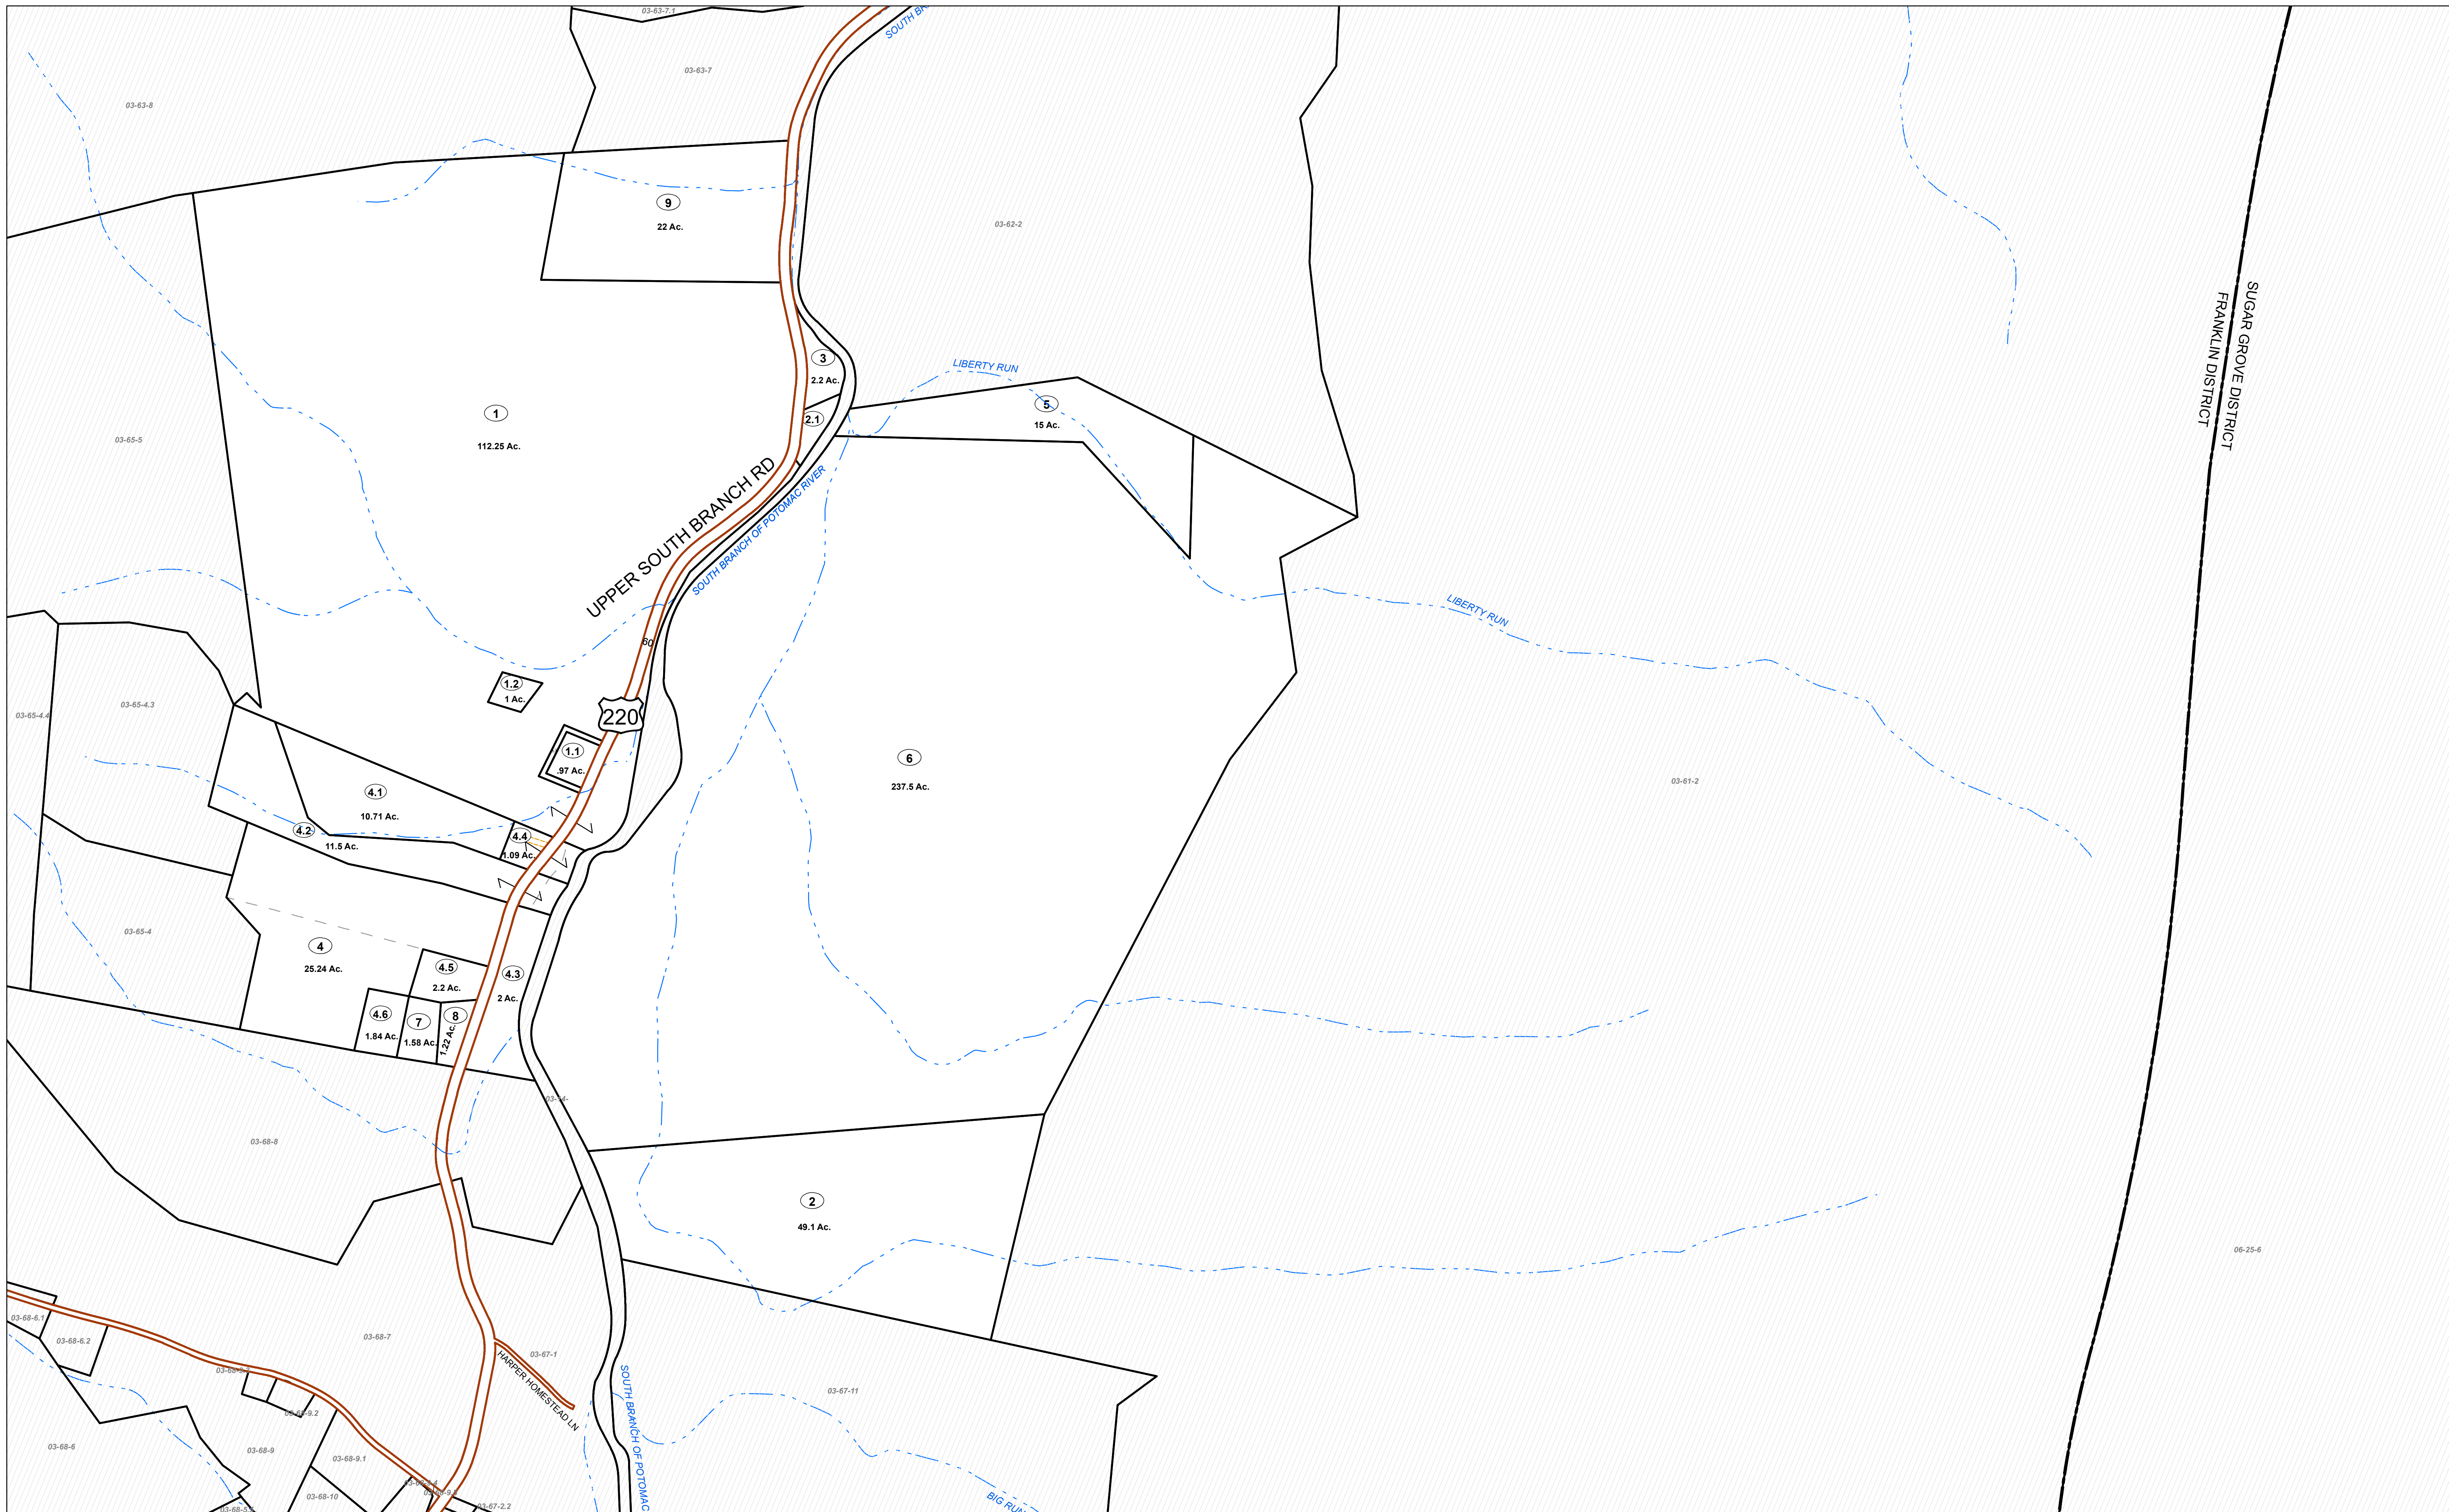 03-63-7.1
SOUTH BR
03-63-7
03-63-8
9
22 Ac.
03-62-2
SUGAR GROVE DISTRICT
FRANKLIN DISTRICT
3
2.2 Ac.
LIBERTY RUN
5
15 Ac.
2.1
1
112.25 Ac.
03-65-5
UPPER SOUTH BRANCH RD
SOUTH BRANCH OF POTOMAC RIVER
LIBERTY RUN
60
1.2
1 Ac.
03-65-4.3
03-65-4.4
220
1.1
.97 Ac.
6
237.5 Ac.
03-61-2
4.1
10.71 Ac.
4.2
11.5 Ac.
4.4
1.09 Ac.
03-65-4
4
25.24 Ac.
4.5
2.2 Ac.
4.3
2 Ac.
4.6
1.84 Ac.
7
1.58 Ac.
8
1.22 Ac.
03-68-8
2
49.1 Ac.
06-25-6
03-68-6.1
03-68-6.2
03-68-7
03-67-1
HARPER HOMESTEAD LN
03-67-11
SOUTH BRANCH OF POTOMAC
03-68-6
03-68-9
03-68-9.1
03-68-10
03-67-2.2
BIG RUN